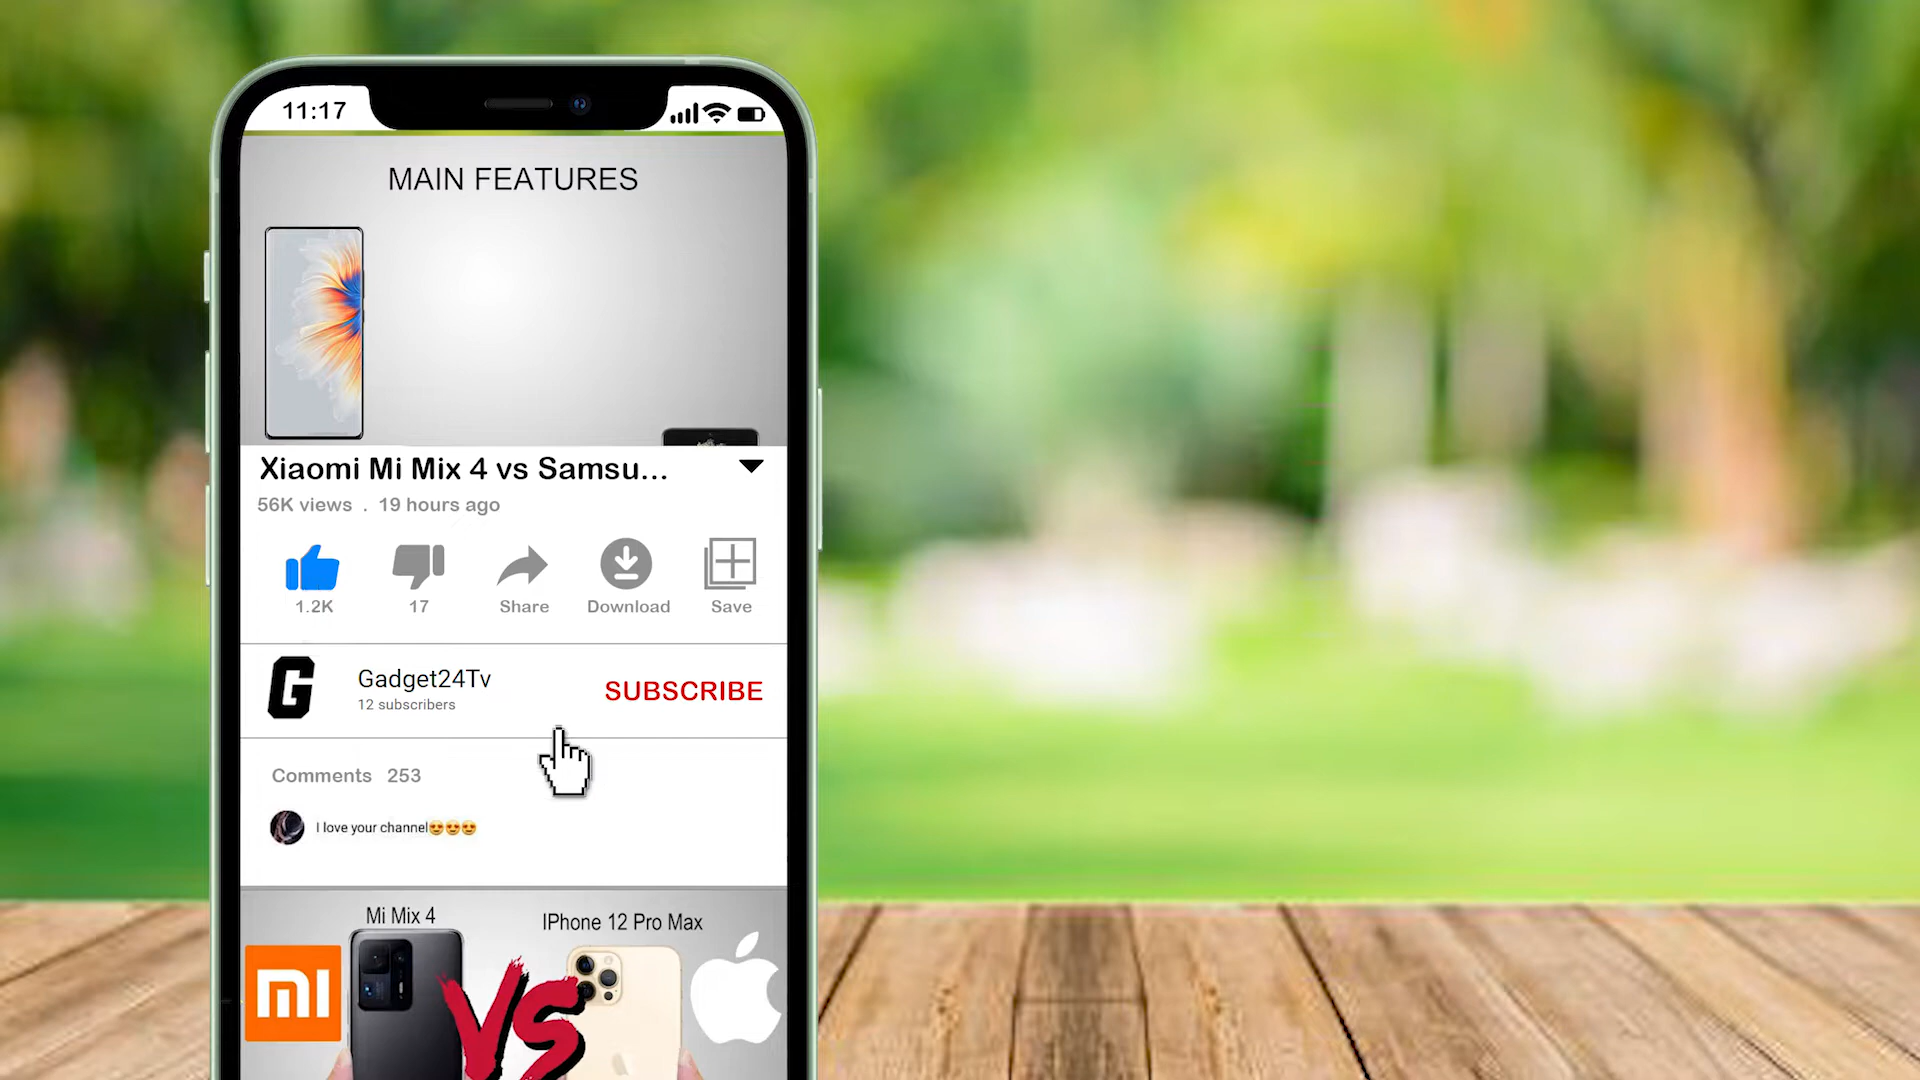 11:17
MAIN FEATURES
Xiaomi Mi Mix 4 vs Samsu...
56K views . 19 hours ago
1.2K
17
Share
Download
Save
G
Gadget24Tv
12 subscribers
SUBSCRIBE
Comments 253
I love your channel😍😍😍
Mi Mix 4
IPhone 12 Pro Max
mi
VS